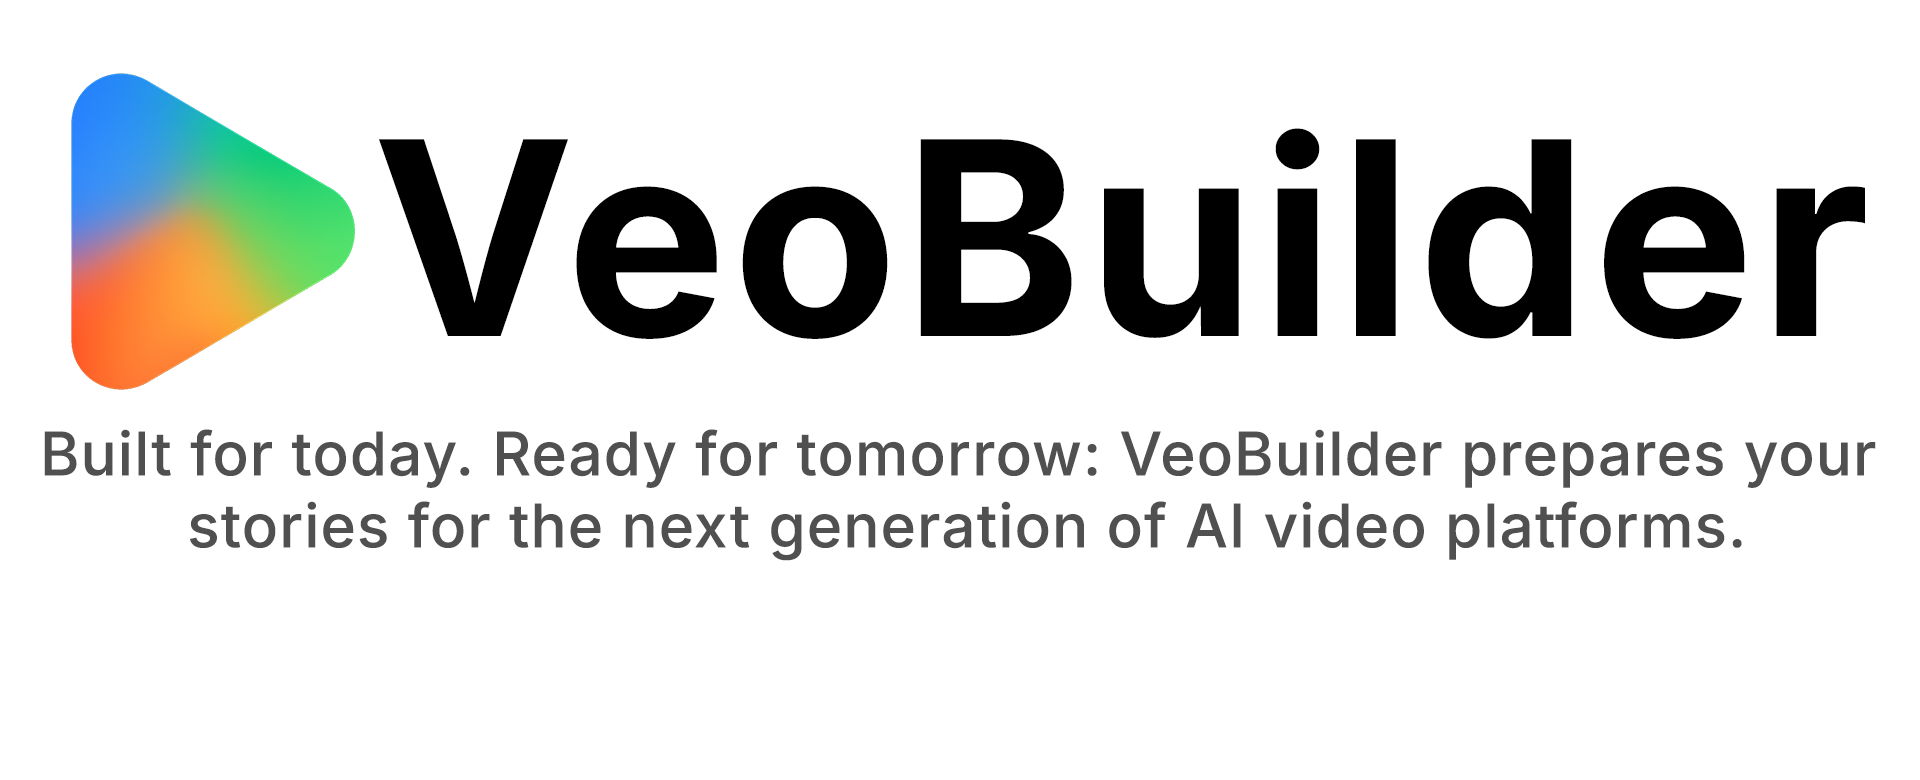 VeoBuilder
Built for today. Ready for tomorrow: VeoBuilder prepares your
stories for the next generation of AI video platforms.